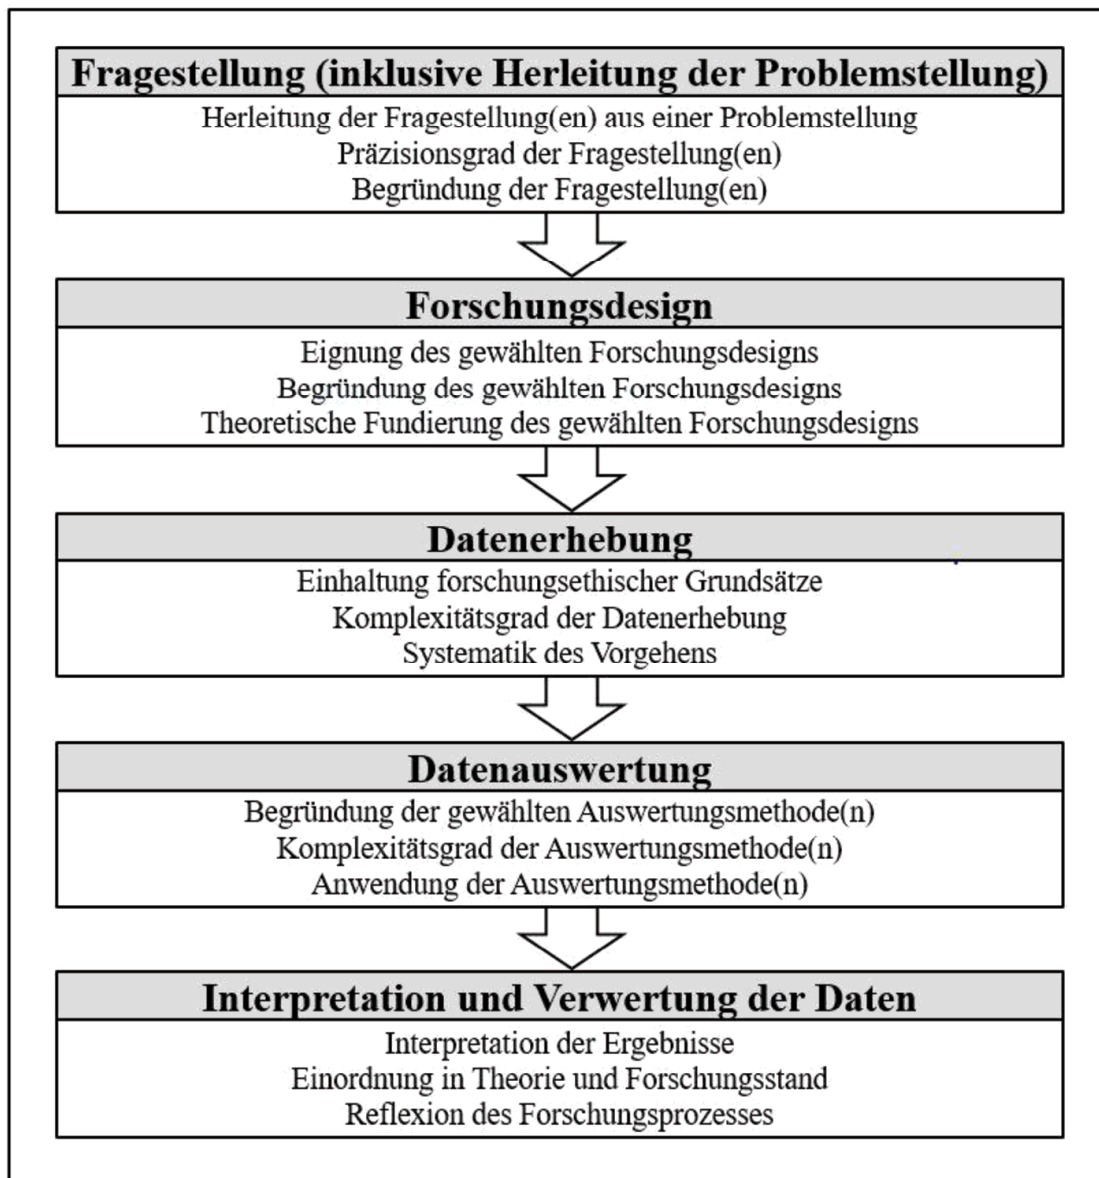 Fragestellung (inklusive Herleitung der Problemstellung)
Herleitung der Fragestellung(en) aus einer Problemstellung
Präzisionsgrad der Fragestellung(en)
Begründung der Fragestellung(en)
Forschungsdesign
Eignung des gewählten Forschungsdesigns
Begründung des gewählten Forschungsdesigns
Theoretische Fundierung des gewählten Forschungsdesigns
Datenerhebung
Einhaltung forschungsethischer Grundsätze
Komplexitätsgrad der Datenerhebung
Systematik des Vorgehens
Datenauswertung
Begründung der gewählten Auswertungsmethode(n)
Komplexitätsgrad der Auswertungsmethode(n)
Anwendung der Auswertungsmethode(n)
Interpretation und Verwertung der Daten
Interpretation der Ergebnisse
Einordnung in Theorie und Forschungsstand
Reflexion des Forschungsprozesses